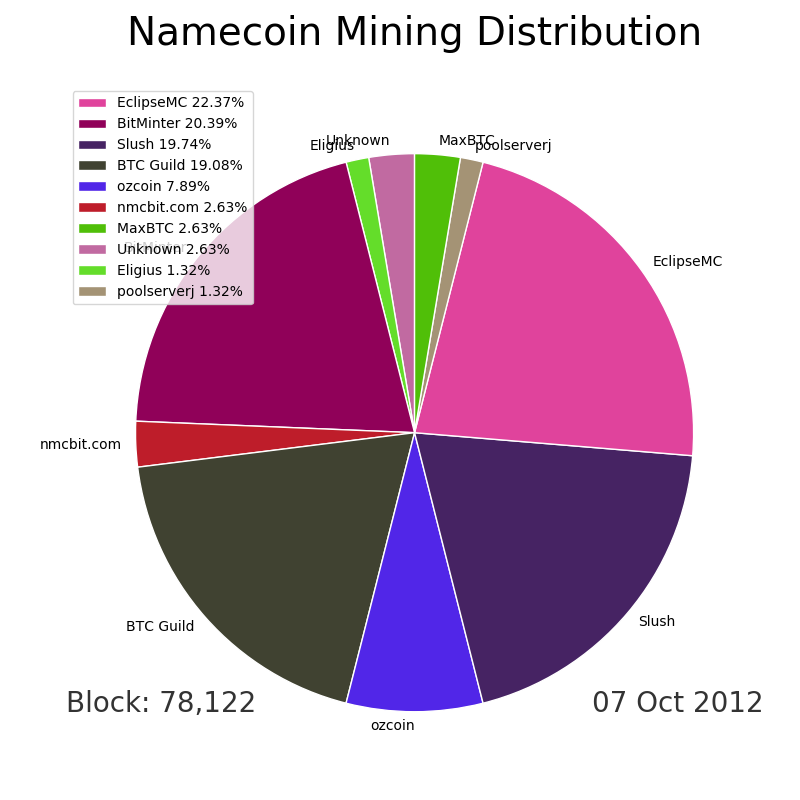 Namecoin Mining Distribution
EclipseMC 22.37%
BitMinter 20.39%
Slush 19.74%
BTC Guild 19.08%
ozcoin 7.89%
nmcbit.com 2.63%
MaxBTC 2.63%
Unknown 2.63%
Eligius 1.32%
poolserverj 1.32%
Eligius
Unknown
MaxBTC
poolserverj
BitMinter
EclipseMC
nmcbit.com
BTC Guild
Slush
ozcoin
Block: 78,122
07 Oct 2012